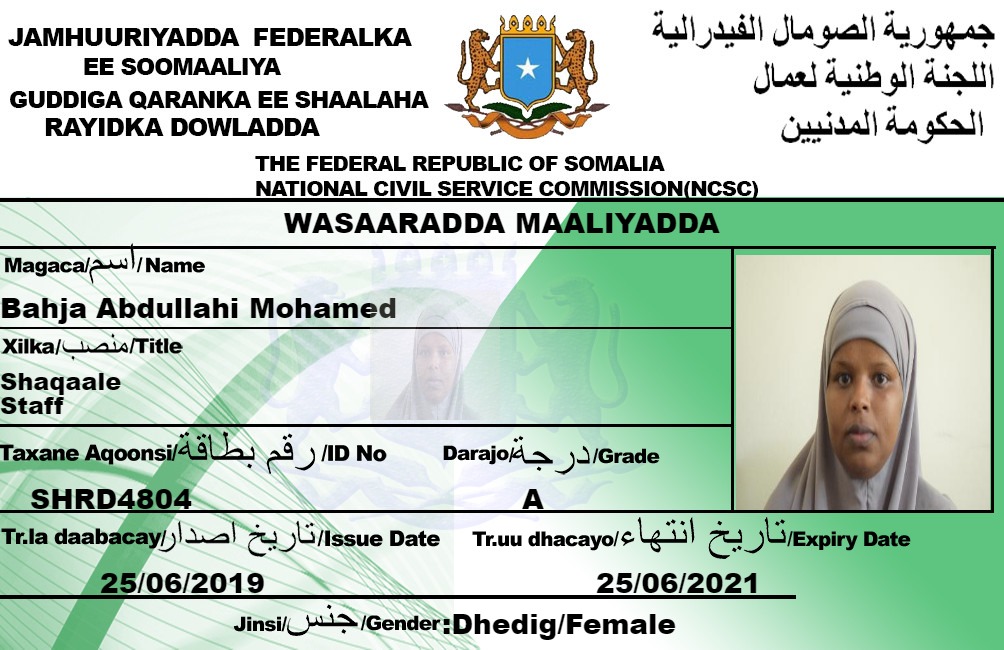 JAMHUURIYADDA FEDERALKA
EE SOOMAALIYA
GUDDIGA QARANKA EE SHAALAHA
RAYIDKA DOWLADDA
جمهورية الصومال الفيدرالية
اللجنة الوطنية لعمال
الحكومة المدنيين
THE FEDERAL REPUBLIC OF SOMALIA
NATIONAL CIVIL SERVICE COMMISSION(NCSC)
WASAARADDA MAALIYADDA
Magaca/اسم/Name
Bahja Abdullahi Mohamed
Xilka/منصب/Title
Shaqaale
Staff
Taxane Aqoonsi/رقم بطاقة/ID No
Darajo/درجة/Grade
SHRD4804
A
Tr.la daabacay/تاريخ اصدار/Issue Date
Tr.uu dhacayo/تاريخ انتهاء/Expiry Date
25/06/2019
25/06/2021
Jinsi/جنس/Gender:Dhedig/Female